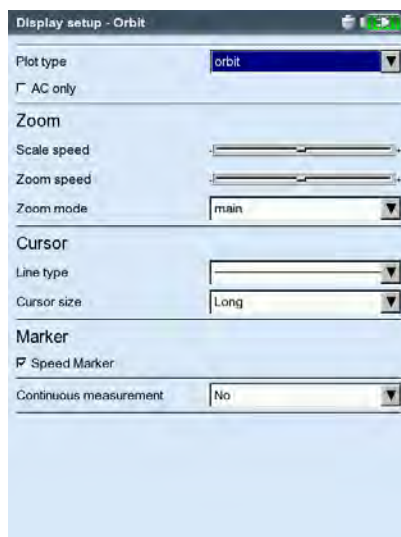 Display setup - Orbit
Plot type orbit
AC only
Zoom
Scale speed - +
Zoom speed - +
Zoom mode main
Cursor
Line type
Cursor size Long
Marker
Speed Marker
Continuous measurement No